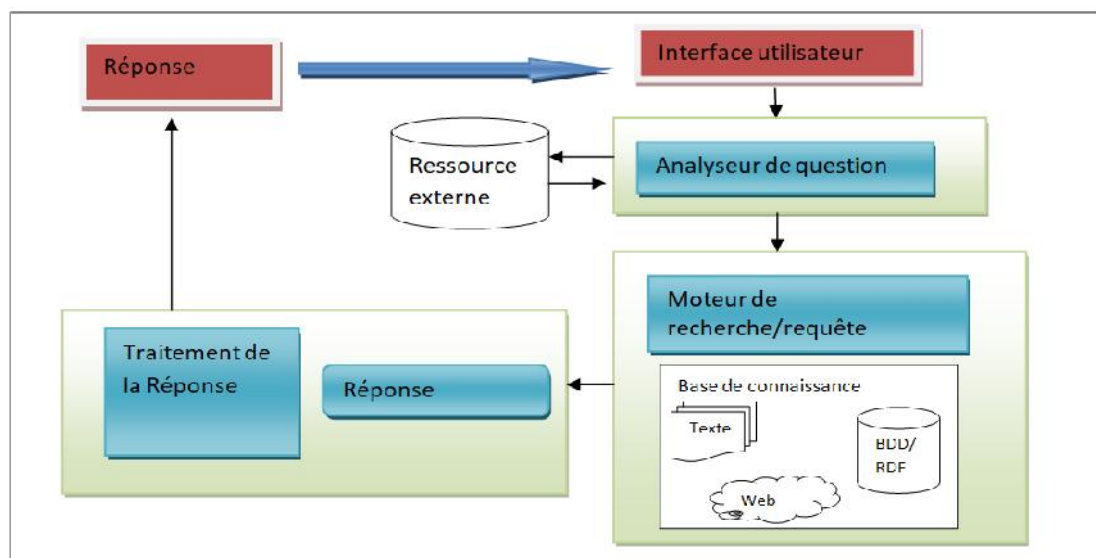 Réponse
Interface utilisateur
Ressource
externe
Analyseur de question
Moteur de
recherche/requête
Traitement de
la Réponse
Réponse
Base de connaissance
Texte
BDD/
RDF
Web